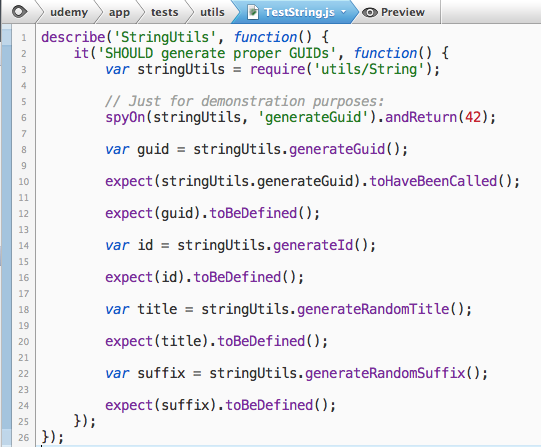 udemy app tests utils TestString.js Preview
1 describe('StringUtils', function() {
2 it('SHOULD generate proper GUIDs', function() {
3 var stringUtils = require('utils/String');
4
5 // Just for demonstration purposes:
6 spyOn(stringUtils, 'generateGuid').andReturn(42);
7
8 var guid = stringUtils.generateGuid();
9
10 expect(stringUtils.generateGuid).toHaveBeenCalled();
11
12 expect(guid).toBeDefined();
13
14 var id = stringUtils.generateId();
15
16 expect(id).toBeDefined();
17
18 var title = stringUtils.generateRandomTitle();
19
20 expect(title).toBeDefined();
21
22 var suffix = stringUtils.generateRandomSuffix();
23
24 expect(suffix).toBeDefined();
25 });
26 });